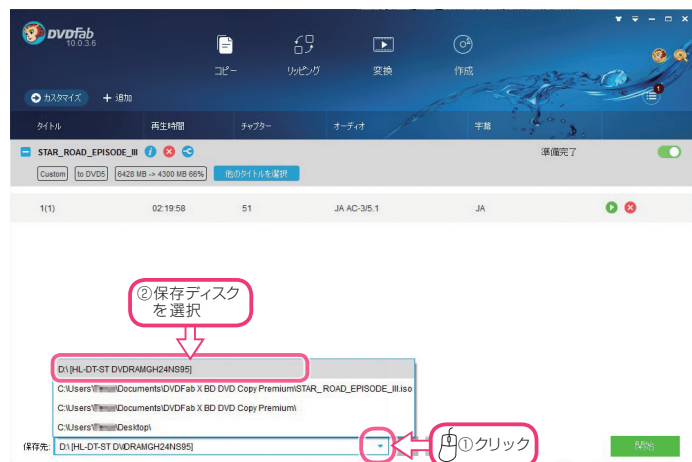 DVDFab
10.0.3.6
コピー リッピング 変換 作成
カスタマイズ + 追加
1
タイトル 再生時間 チャプター オーディオ 字幕
STAR_ROAD_EPISODE_III 準備完了
Custom to DVD5 6428 MB -> 4300 MB 66% 他のタイトルを選択
1(1) 02:19:58 51 JA AC-3/5.1 JA
②保存ディスク
を選択
D:\ [HL-DT-ST DVDRAMGH24NS95]
C:\Users\ \Documents\DVDFab X BD DVD Copy Premium\STAR_ROAD_EPISODE_III.iso
C:\Users\ \Documents\DVDFab X BD DVD Copy Premium\
C:\Users\ \Desktop\
保存先: D:\ [HL-DT-ST DVDRAMGH24NS95]
①クリック
開始